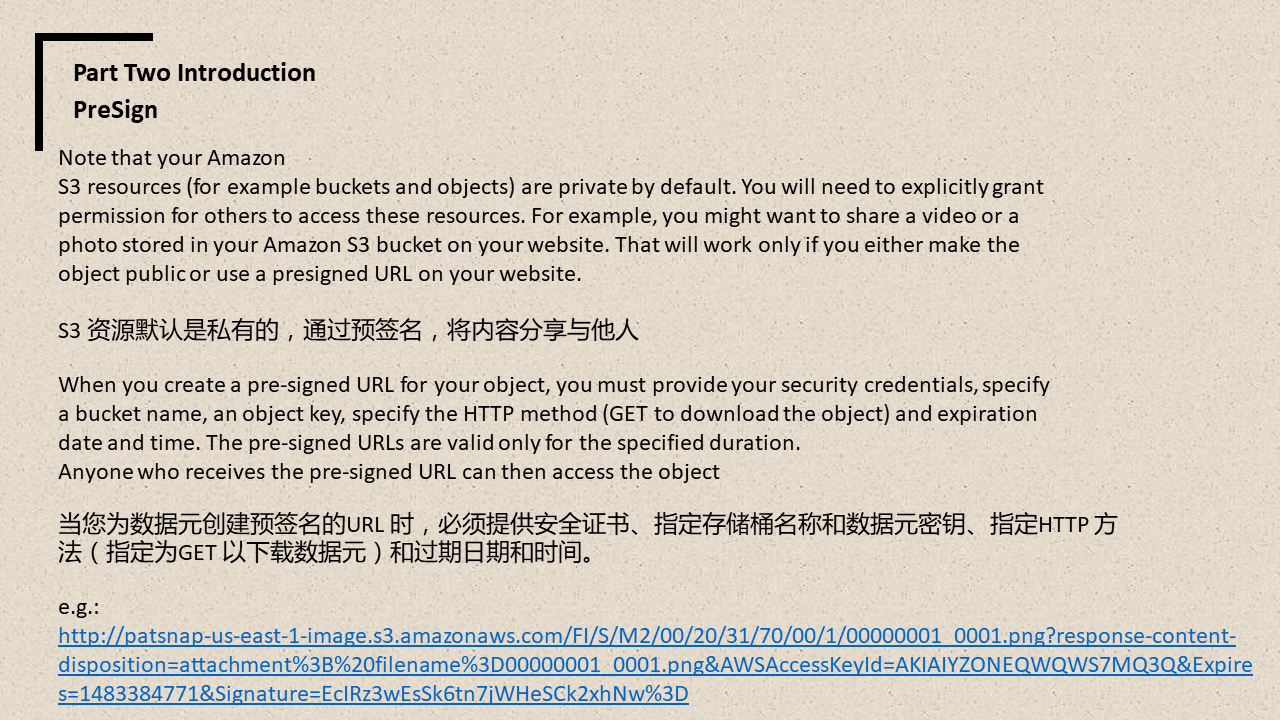 Part Two Introduction
PreSign
Note that your Amazon
S3 resources (for example buckets and objects) are private by default. You will need to explicitly grant
permission for others to access these resources. For example, you might want to share a video or a
photo stored in your Amazon S3 bucket on your website. That will work only if you either make the
object public or use a presigned URL on your website.
S3 资源默认是私有的，通过预签名，将内容分享与他人
When you create a pre-signed URL for your object, you must provide your security credentials, specify
a bucket name, an object key, specify the HTTP method (GET to download the object) and expiration
date and time. The pre-signed URLs are valid only for the specified duration.
Anyone who receives the pre-signed URL can then access the object
当您为数据元创建预签名的URL 时，必须提供安全证书、指定存储桶名称和数据元密钥、指定HTTP 方
法（指定为GET 以下载数据元）和过期日期和时间。
e.g.:
http://patsnap-us-east-1-image.s3.amazonaws.com/FI/S/M2/00/20/31/70/00/1/00000001_0001.png?response-content-
disposition=attachment%3B%20filename%3D00000001_0001.png&AWSAccessKeyId=AKIAIYZONEQWQWS7MQ3Q&Expire
s=1483384771&Signature=EcIRz3wEsSk6tn7jWHeSCk2xhNw%3D